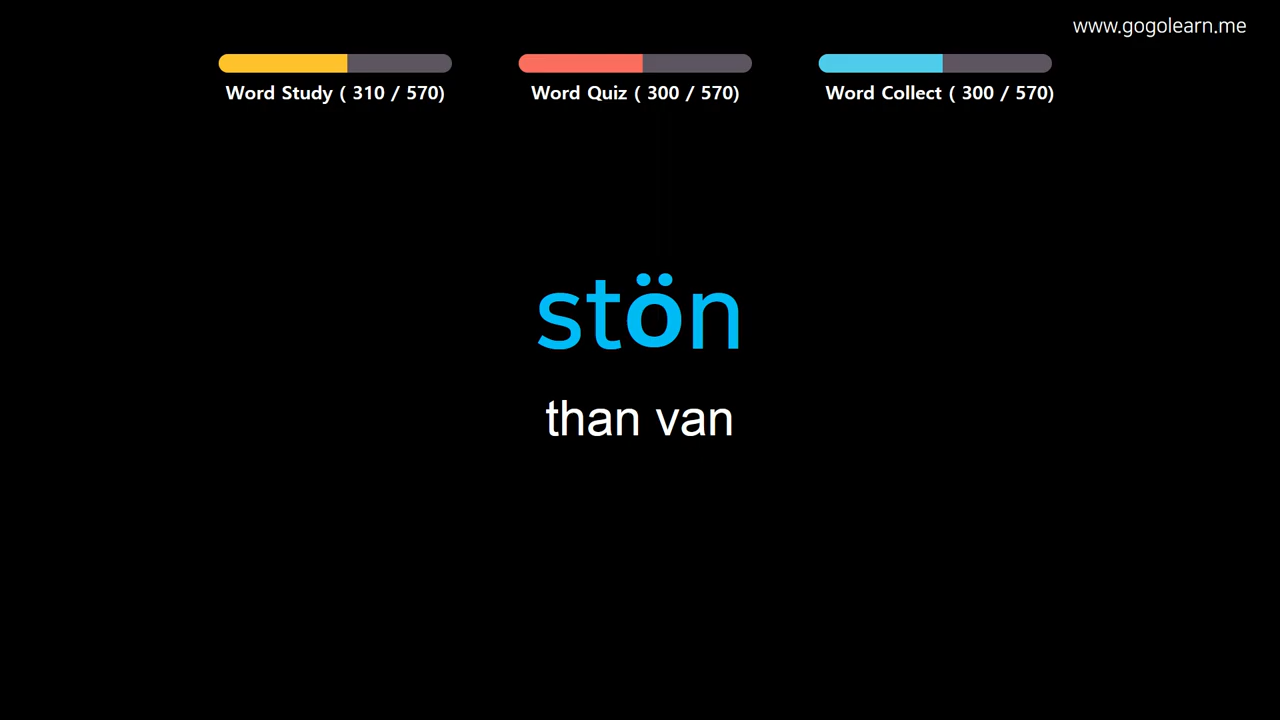 www.gogolearn.me
Word Study ( 310 / 570)
Word Quiz ( 300 / 570)
Word Collect ( 300 / 570)
stön
than van